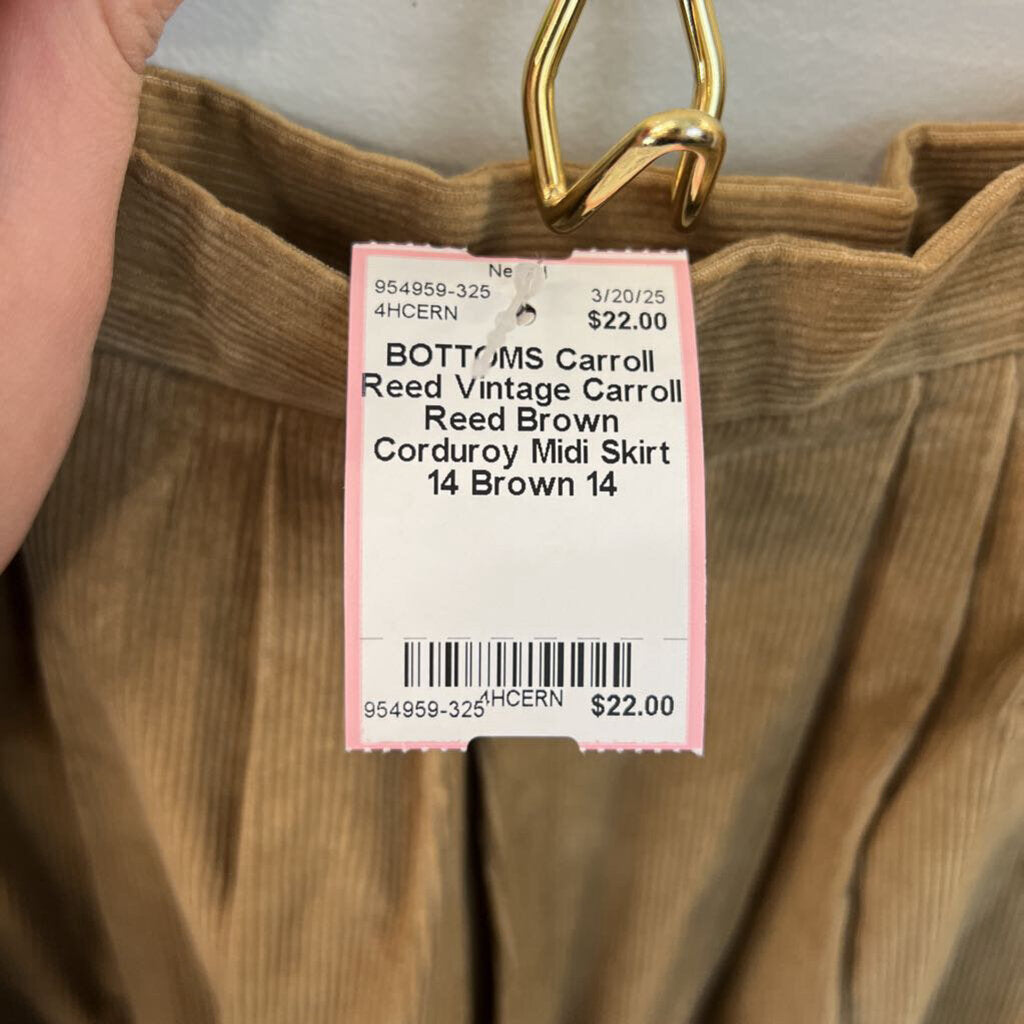 954959-325
3/20/25
4HCERN
$22.00
BOTTOMS Carroll
Reed Vintage Carroll
Reed Brown
Corduroy Midi Skirt
14 Brown 14
954959-325
4HCERN
$22.00